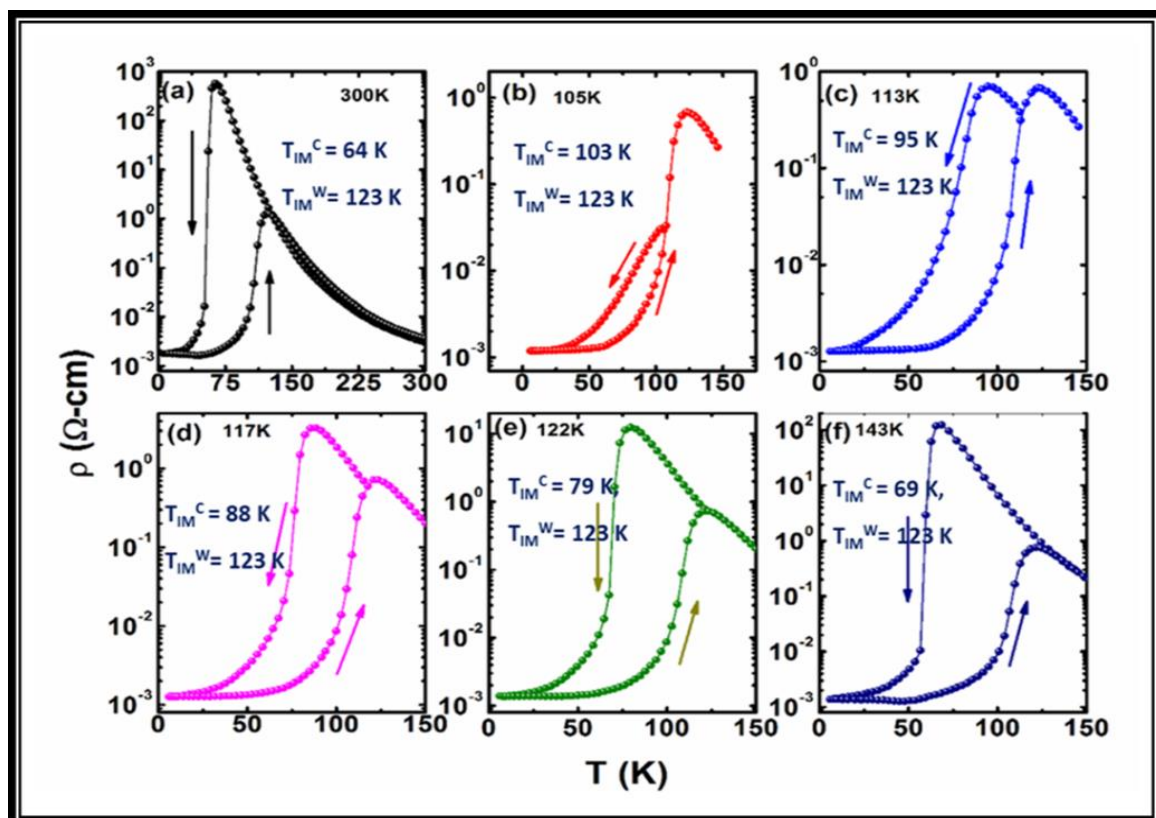 ρ (Ω-cm)
(a) 300K
T_IM^C = 64 K
T_IM^W = 123 K
10^3
10^2
10^1
10^0
10^-1
10^-2
10^-3
0 75 150 225 300
(b) 105K
T_IM^C = 103 K
T_IM^W = 123 K
10^0
10^-1
10^-2
10^-3
0 50 100 150
(c) 113K
T_IM^C = 95 K
T_IM^W = 123 K
10^0
10^-1
10^-2
10^-3
0 50 100 150
(d) 117K
T_IM^C = 88 K
T_IM^W = 123 K
10^0
10^-1
10^-2
10^-3
0 50 100 150
(e) 122K
T_IM^C = 79 K,
T_IM^W = 123 K
10^1
10^0
10^-1
10^-2
10^-3
0 50 100 150
(f) 143K
T_IM^C = 69 K,
T_IM^W = 123 K
10^2
10^1
10^0
10^-1
10^-2
10^-3
0 50 100 150
T (K)